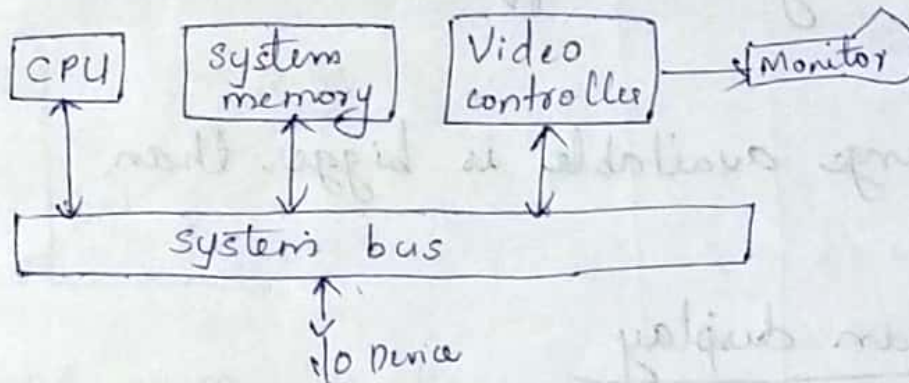 CPU
System
memory
Video
controller
Monitor
system bus
I/O Device